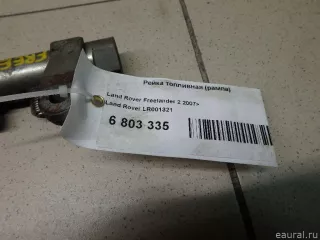 Рейка Топливная (рампа)
Land Rover Freelander 2 2007>
Land Rover LR001321
6 803 335
eaural.ru